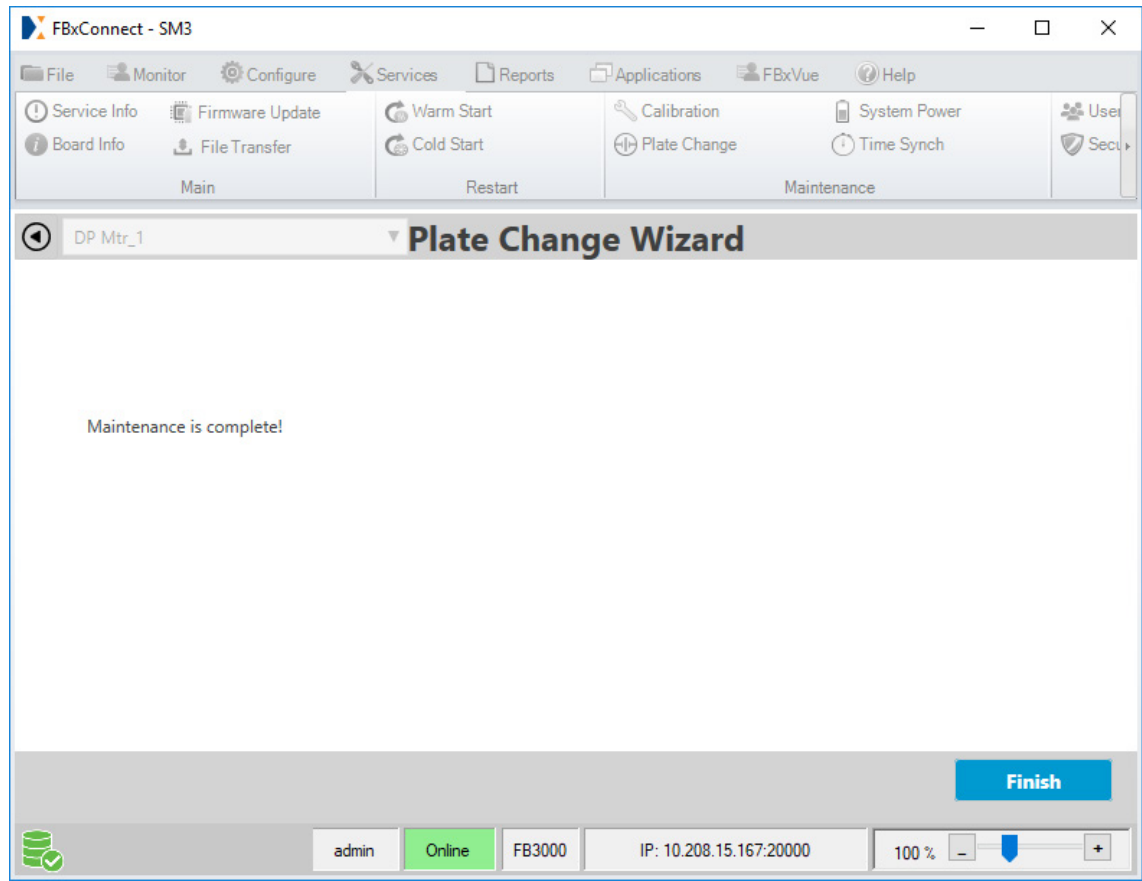 FBxConnect - SM3
File Monitor Configure Services Reports Applications FBxVue Help
Service Info Firmware Update Warm Start Calibration System Power User
Board Info File Transfer Cold Start Plate Change Time Synch Secu
Main Restart Maintenance
DP Mtr_1 Plate Change Wizard
Maintenance is complete!
Finish
admin Online FB3000 IP: 10.208.15.167:20000 100 % - +